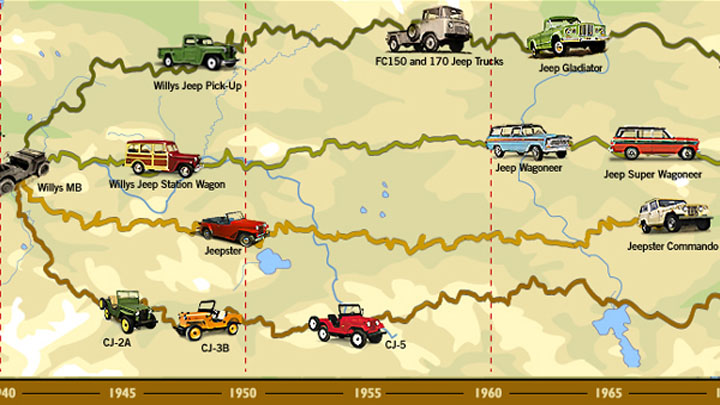 FC150 and 170 Jeep Trucks
Jeep Gladiator
Willys Jeep Pick-Up
Jeep Wagoneer
Jeep Super Wagoneer
Willys MB
Willys Jeep Station Wagon
Jeepster
Jeepster Commando
CJ-2A
CJ-3B
CJ-5
40 1945 1950 1955 1960 1965